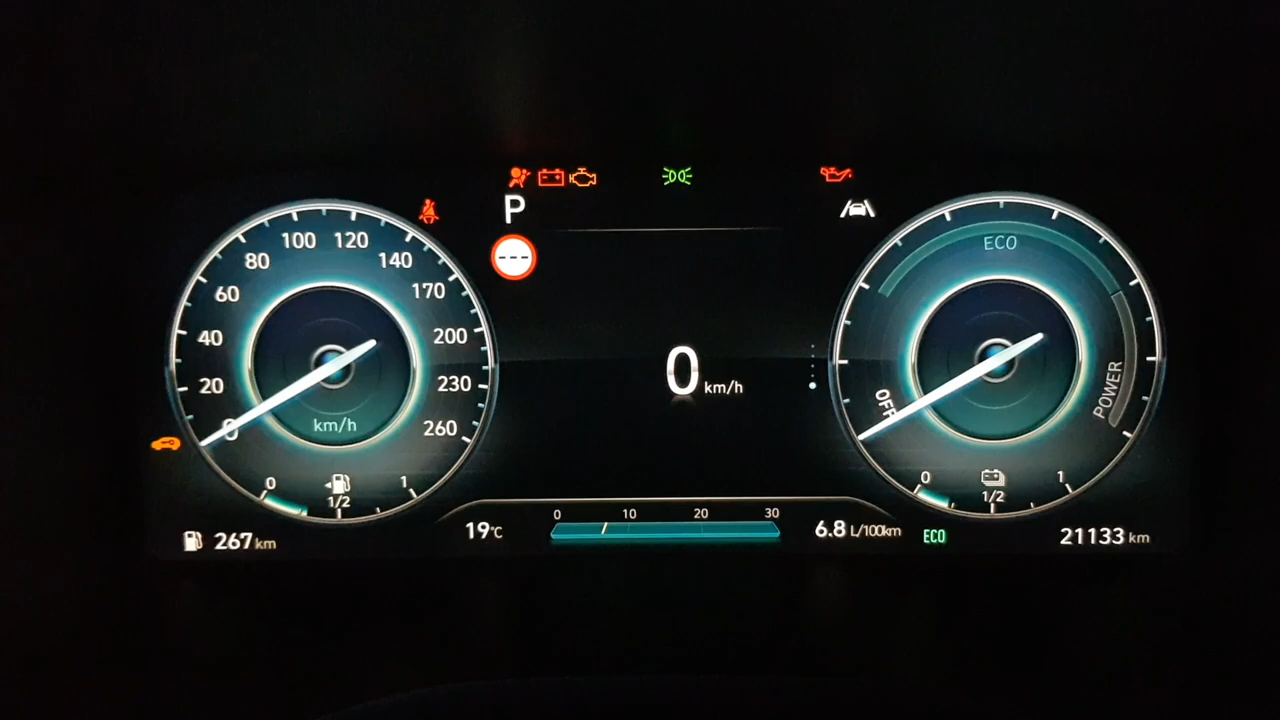 P
---
0 20 40 60 80 100 120 140 170 200 230 260
km/h
0 1/2 1
267 km
0 km/h
19°C
0 10 20 30
6.8 L/100km
ECO
OFF
ECO
POWER
0 1/2 1
21133 km